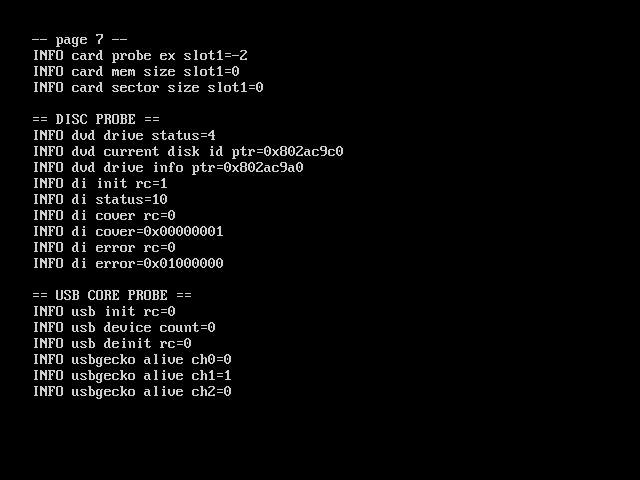 -- page 7 --
INFO card probe ex slot1=-2
INFO card mem size slot1=0
INFO card sector size slot1=0
== DISC PROBE ==
INFO dvd drive status=4
INFO dvd current disk id ptr=0x802ac9c0
INFO dvd drive info ptr=0x802ac9a0
INFO di init rc=1
INFO di status=10
INFO di cover rc=0
INFO di cover=0x00000001
INFO di error rc=0
INFO di error=0x01000000
== USB CORE PROBE ==
INFO usb init rc=0
INFO usb device count=0
INFO usb deinit rc=0
INFO usbgecko alive ch0=0
INFO usbgecko alive ch1=1
INFO usbgecko alive ch2=0